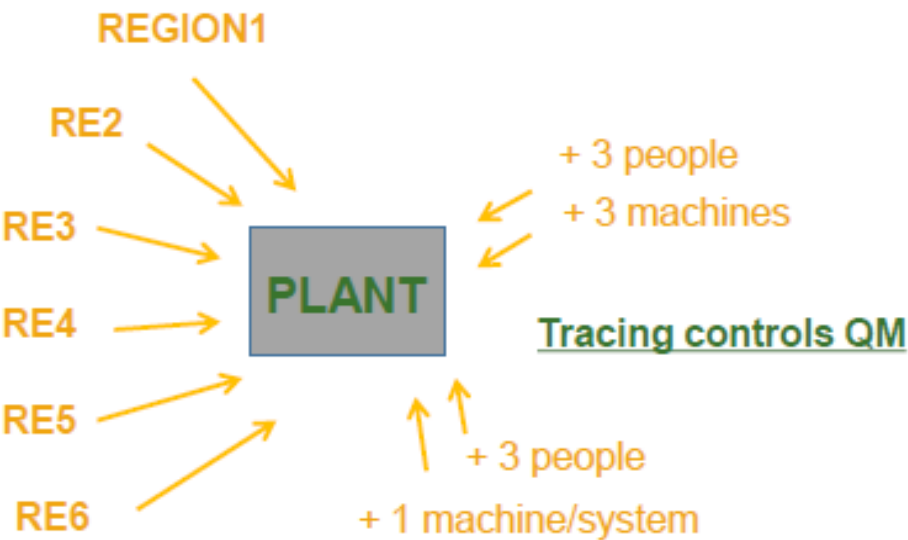 REGION1
RE2
+ 3 people
RE3
+ 3 machines
PLANT
RE4
Tracing controls QM
RE5
+ 3 people
RE6
+ 1 machine/system